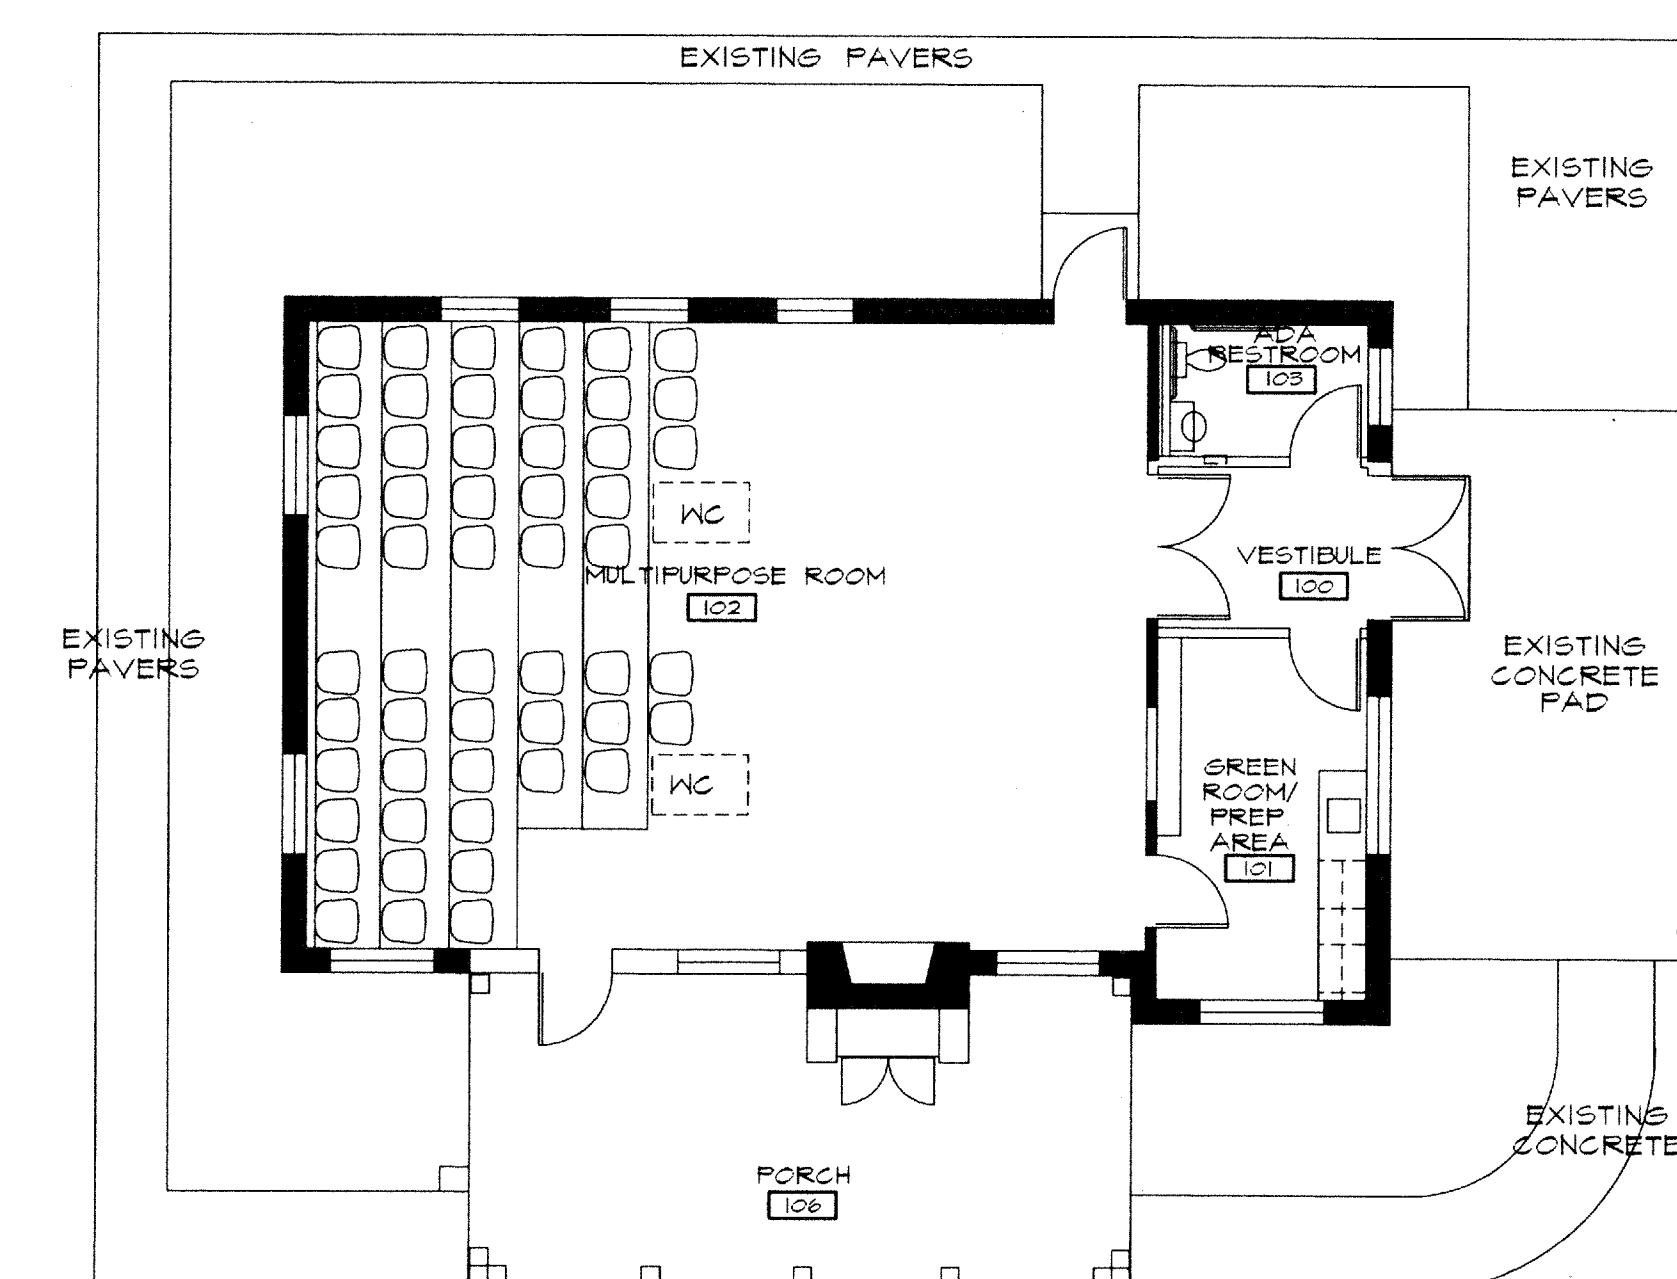 EXISTING PAVERS
EXISTING
PAVERS
ADA
RESTROOM
103
WC
VESTIBULE
100
MULTIPURPOSE ROOM
102
EXISTING
PAVERS
EXISTING
CONCRETE
PAD
WC
GREEN
ROOM/
PREP
AREA
101
EXISTING
CONCRETE
PORCH
106